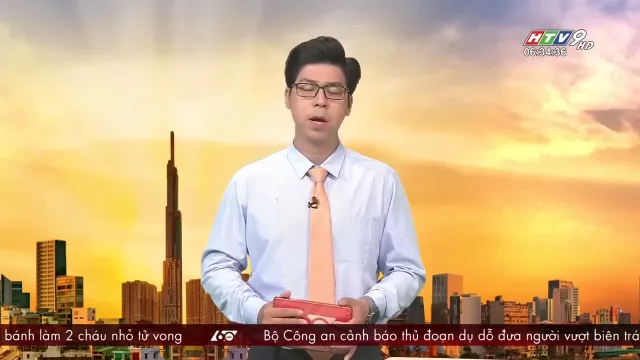 HTV9 HD
06:34:36
bánh làm 2 cháu nhỏ tử vong 60 Bộ Công an cảnh báo thủ đoạn dụ dỗ đưa người vượt biên trá